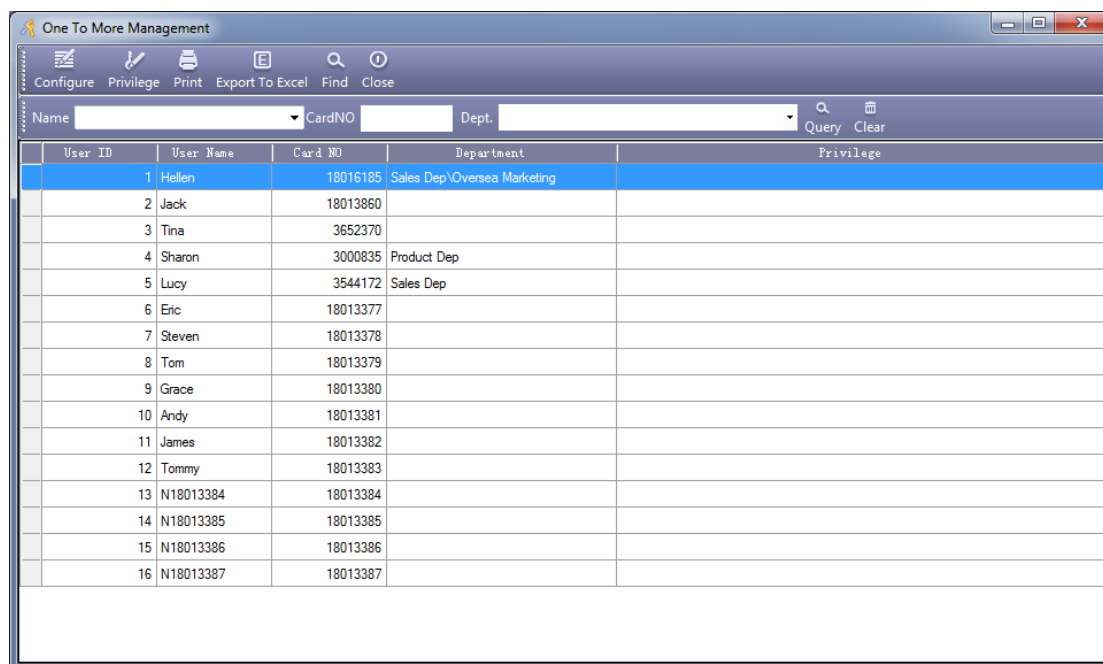 One To More Management
Configure Privilege Print Export To Excel Find Close
Name CardNO Dept. Query Clear
User ID User Name Card NO Department Privilege
1 Hellen 18016185 Sales Dep\Oversea Marketing
2 Jack 18013860
3 Tina 3652370
4 Sharon 3000835 Product Dep
5 Lucy 3544172 Sales Dep
6 Eric 18013377
7 Steven 18013378
8 Tom 18013379
9 Grace 18013380
10 Andy 18013381
11 James 18013382
12 Tommy 18013383
13 N18013384 18013384
14 N18013385 18013385
15 N18013386 18013386
16 N18013387 18013387